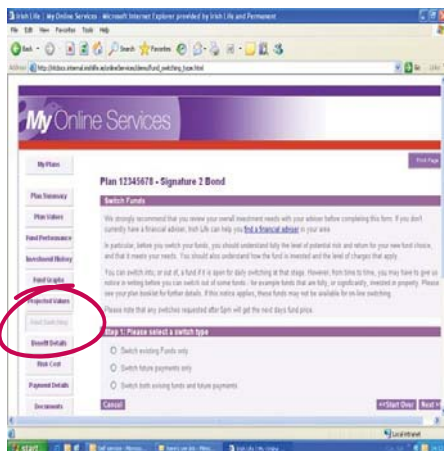 Irish Life | My Online Services - Microsoft Internet Explorer provided by Irish Life and Permanent
File Edit View Favorites Tools Help
Back Search Favorites
Address
My Online Services
My Plans
Print Page
Plan 12345678 - Signature 2 Bond
Plan Summary
Switch Funds
Plan Values
We strongly recommend that you review your overall investment needs with your adviser before completing this form. If you don't
currently have a financial adviser, Irish Life can help you find a financial adviser in your area.
Fund Performance
In particular, before you switch your funds, you should understand fully the level of potential risk and return for your new fund choice,
and that it meets your needs. You should also understand how the fund is invested and the level of charges that apply.
Investment History
You can switch into, or out of, a fund if it is open for daily switching at that stage. However, from time to time, you may have to give us
notice in writing before you can switch out of some funds - for example funds that are fully, or significantly, invested in property. Please
see your plan booklet for further details. If this notice applies, these funds may not be available for on-line switching.
Fund Graphs
Projected Values
Please note that any switches requested after 5pm will get the next days fund price.
Fund Switching
Step 1: Please select a switch type
Benefit Details
Switch existing Funds only
Risk Cost
Switch future payments only
Payment Details
Switch both existing funds and future payments
Documents
Cancel
<<Start Over
Next >>
Local intranet
start